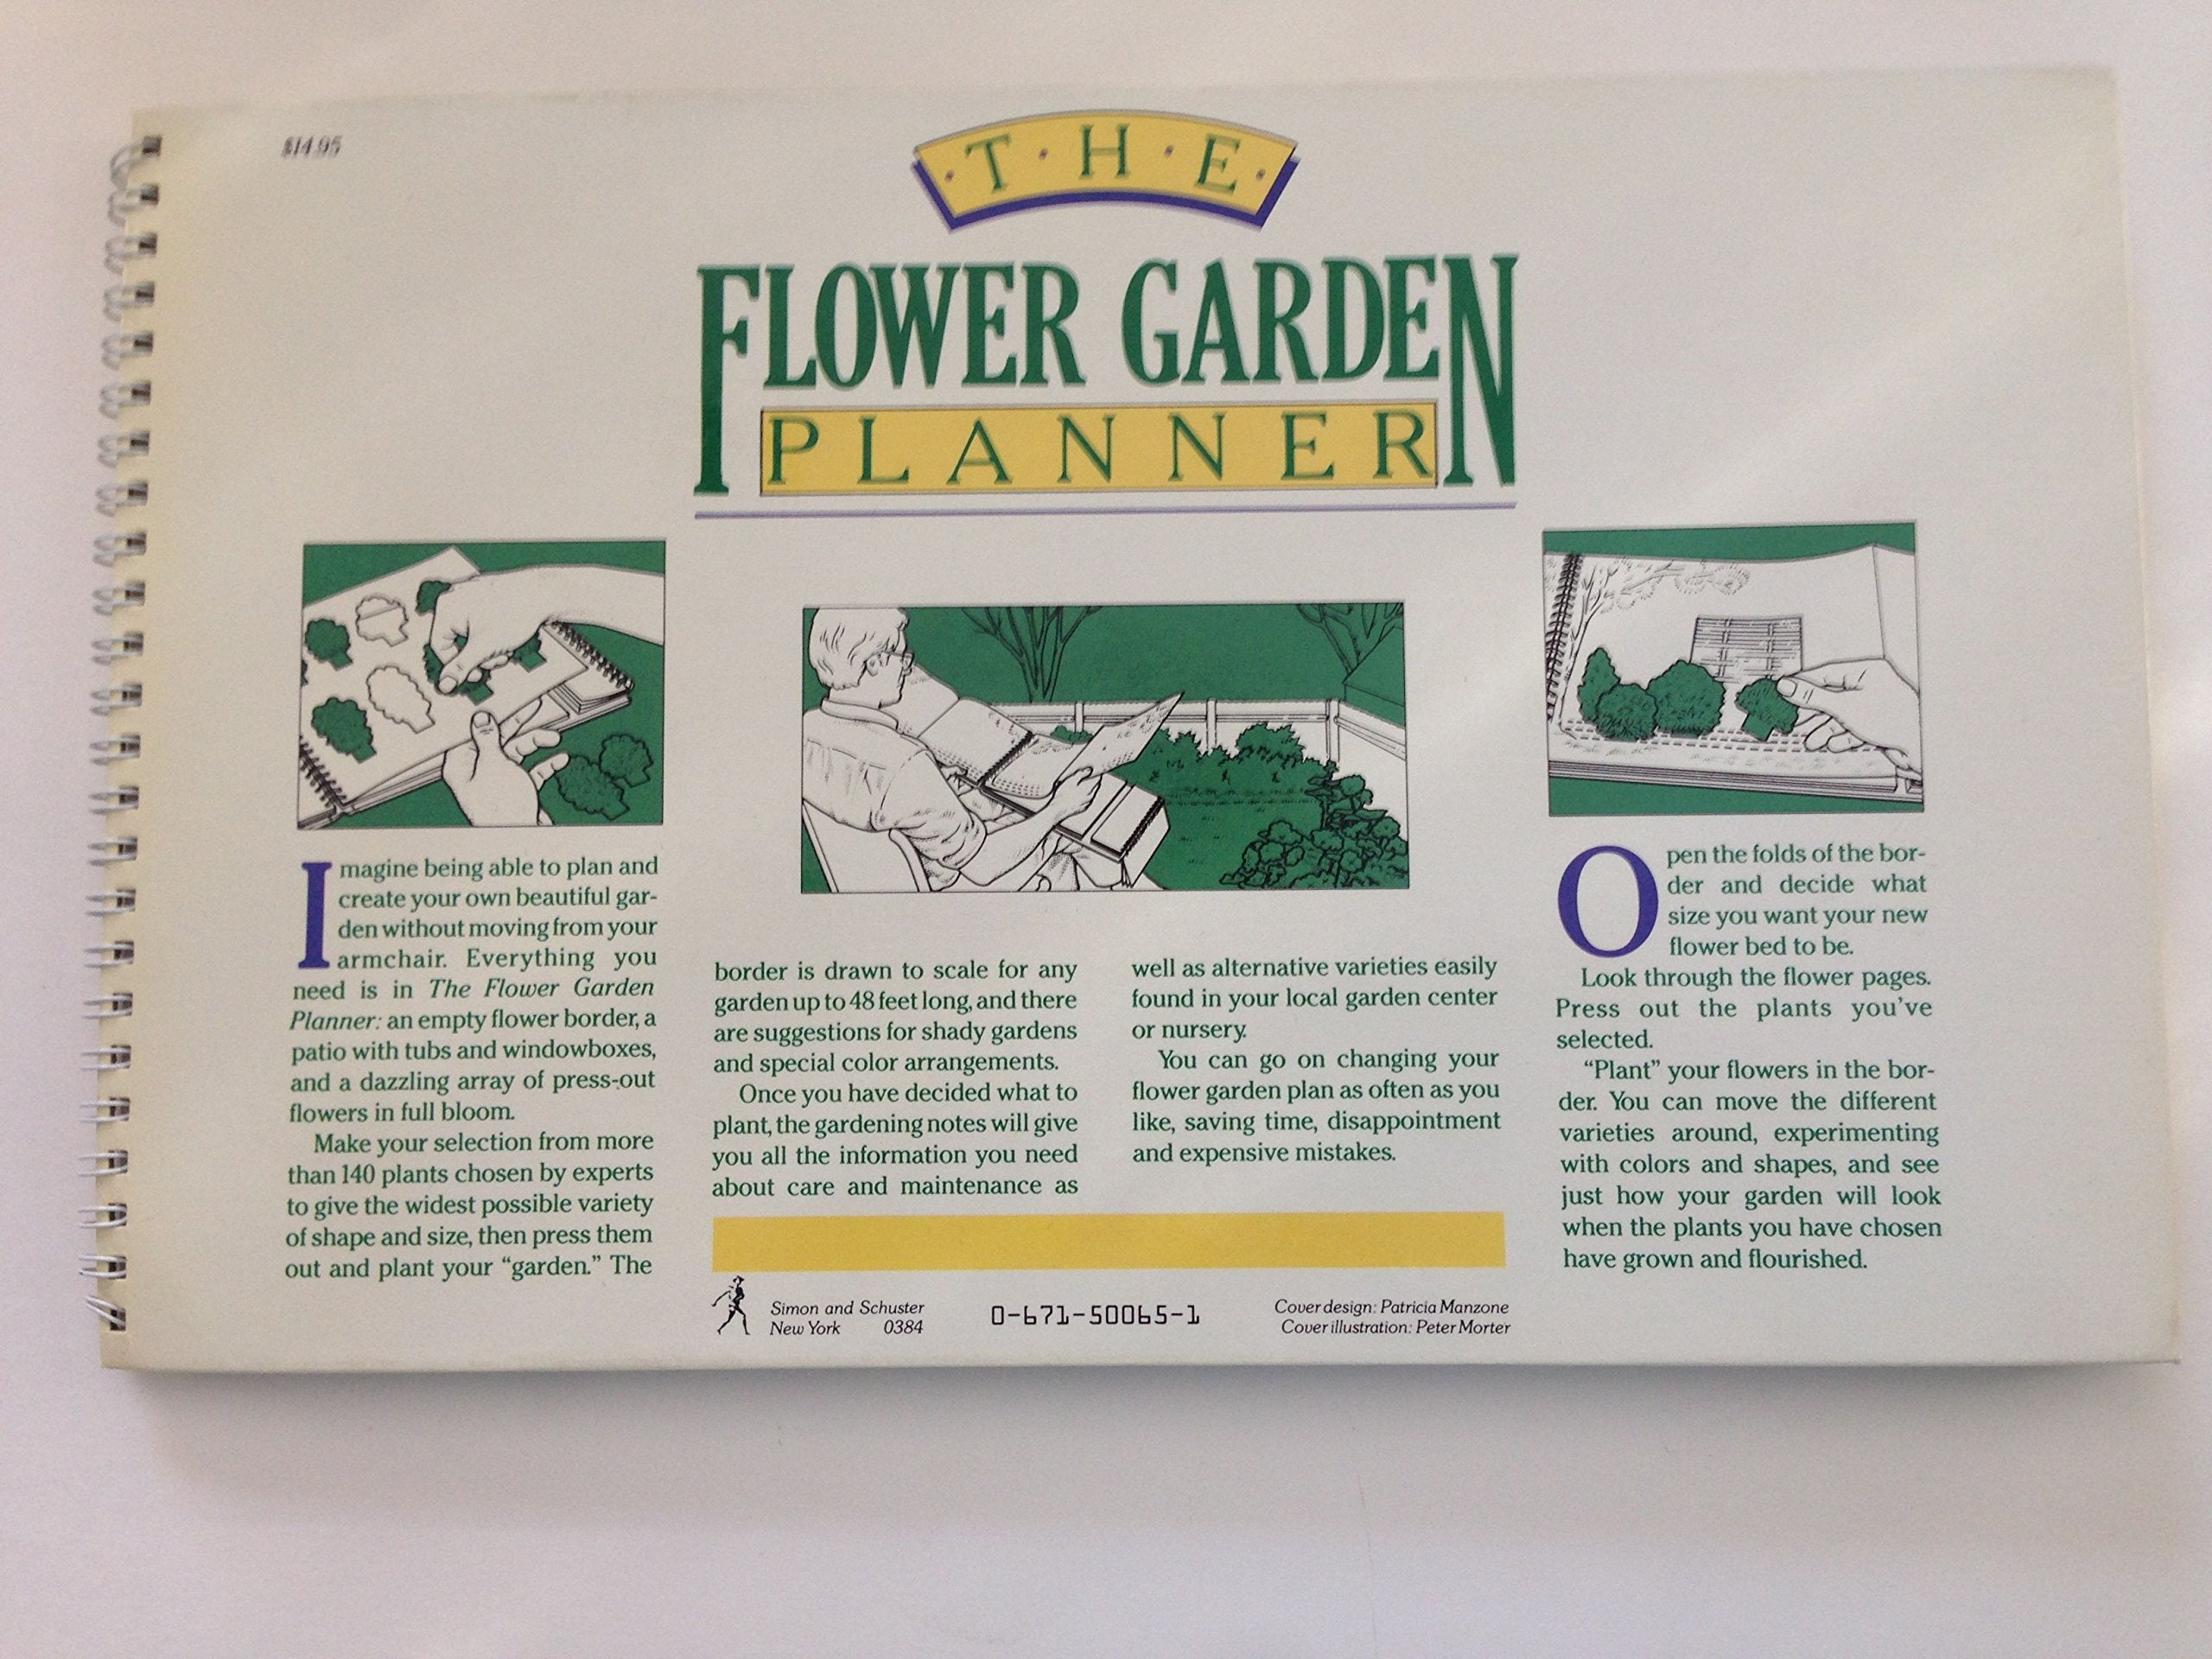 $14.95
·T·H·E·
FLOWER GARDEN
PLANNER
Imagine being able to plan and
create your own beautiful gar-
den without moving from your
armchair. Everything you
need is in The Flower Garden
Planner: an empty flower border, a
patio with tubs and windowboxes,
and a dazzling array of press-out
flowers in full bloom.
Make your selection from more
than 140 plants chosen by experts
to give the widest possible variety
of shape and size, then press them
out and plant your “garden.” The
border is drawn to scale for any
garden up to 48 feet long, and there
are suggestions for shady gardens
and special color arrangements.
Once you have decided what to
plant, the gardening notes will give
you all the information you need
about care and maintenance as
well as alternative varieties easily
found in your local garden center
or nursery.
You can go on changing your
flower garden plan as often as you
like, saving time, disappointment
and expensive mistakes.
Open the folds of the bor-
der and decide what
size you want your new
flower bed to be.
Look through the flower pages.
Press out the plants you've
selected.
“Plant” your flowers in the bor-
der. You can move the different
varieties around, experimenting
with colors and shapes, and see
just how your garden will look
when the plants you have chosen
have grown and flourished.
Simon and Schuster
New York 0384
0-671-50065-1
Cover design: Patricia Manzone
Cover illustration: Peter Morter